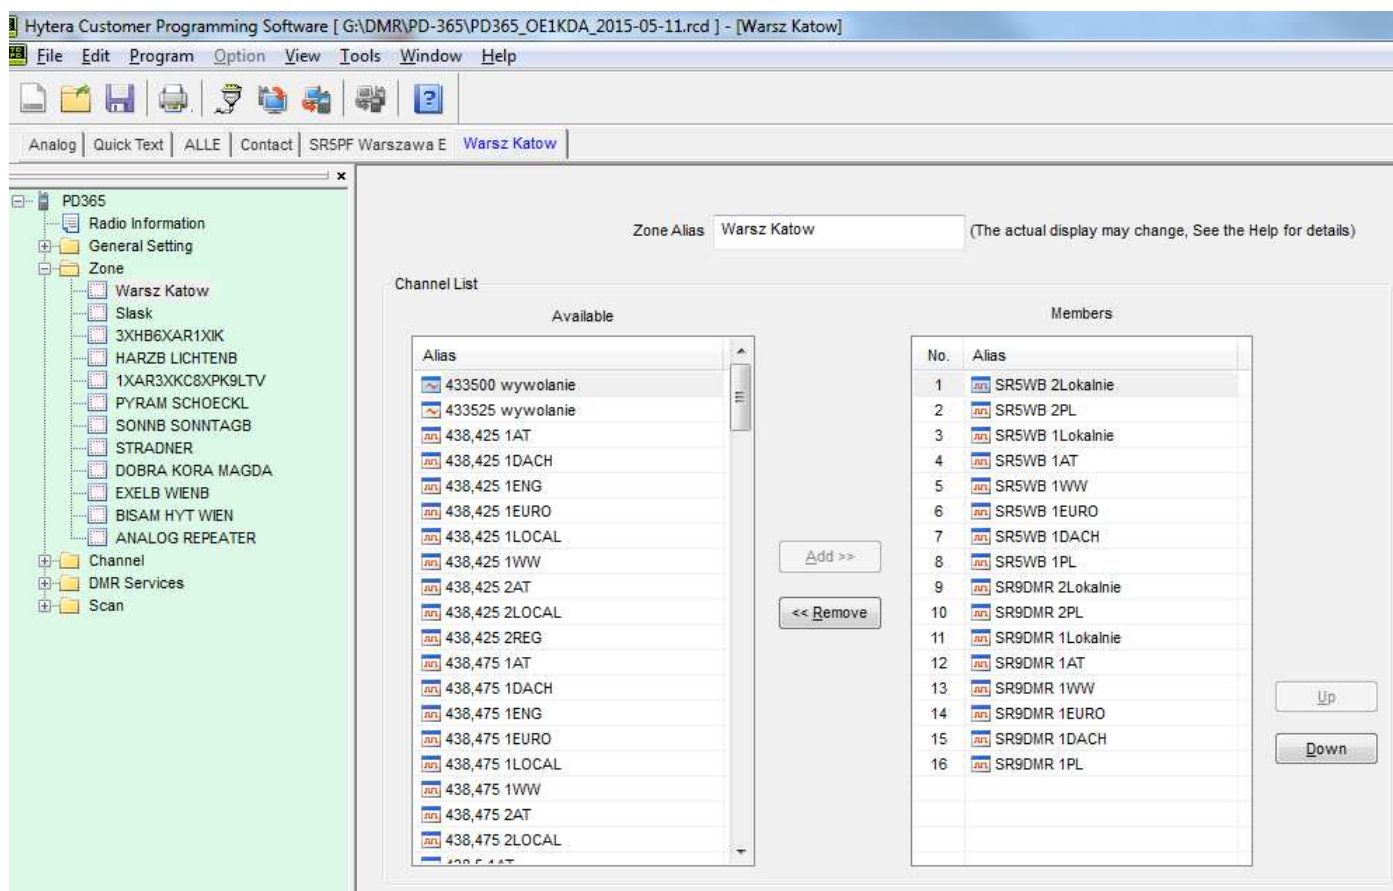 Hytera Customer Programming Software [ G:\DMR\PD-365\PD365_OE1KDA_2015-05-11.rcd ] - [Warsz Katow]
File Edit Program Option View Tools Window Help
Analog Quick Text ALLE Contact SR5PF Warszawa E Warsz Katow
PD365
Radio Information
General Setting
Zone
Warsz Katow
Slask
3XHB6XAR1XIK
HARZB LICHTENB
1XAR3XKC8XPK9LTV
PYRAM SCHOECKL
SONNB SONNTAGB
STRADNER
DOBRA KORA MAGDA
EXELB WIENB
BISAM HYT WIEN
ANALOG REPEATER
Channel
DMR Services
Scan
Zone Alias Warsz Katow (The actual display may change, See the Help for details)
Channel List
Available
Alias
433500 wywolanie
433525 wywolanie
438,425 1AT
438,425 1DACH
438,425 1ENG
438,425 1EURO
438,425 1LOCAL
438,425 1WW
438,425 2AT
438,425 2LOCAL
438,425 2REG
438,475 1AT
438,475 1DACH
438,475 1ENG
438,475 1EURO
438,475 1LOCAL
438,475 1WW
438,475 2AT
438,475 2LOCAL
Add >>
<< Remove
Members
No. Alias
1 SR5WB 2Lokalnie
2 SR5WB 2PL
3 SR5WB 1Lokalnie
4 SR5WB 1AT
5 SR5WB 1WW
6 SR5WB 1EURO
7 SR5WB 1DACH
8 SR5WB 1PL
9 SR9DMR 2Lokalnie
10 SR9DMR 2PL
11 SR9DMR 1Lokalnie
12 SR9DMR 1AT
13 SR9DMR 1WW
14 SR9DMR 1EURO
15 SR9DMR 1DACH
16 SR9DMR 1PL
Up
Down